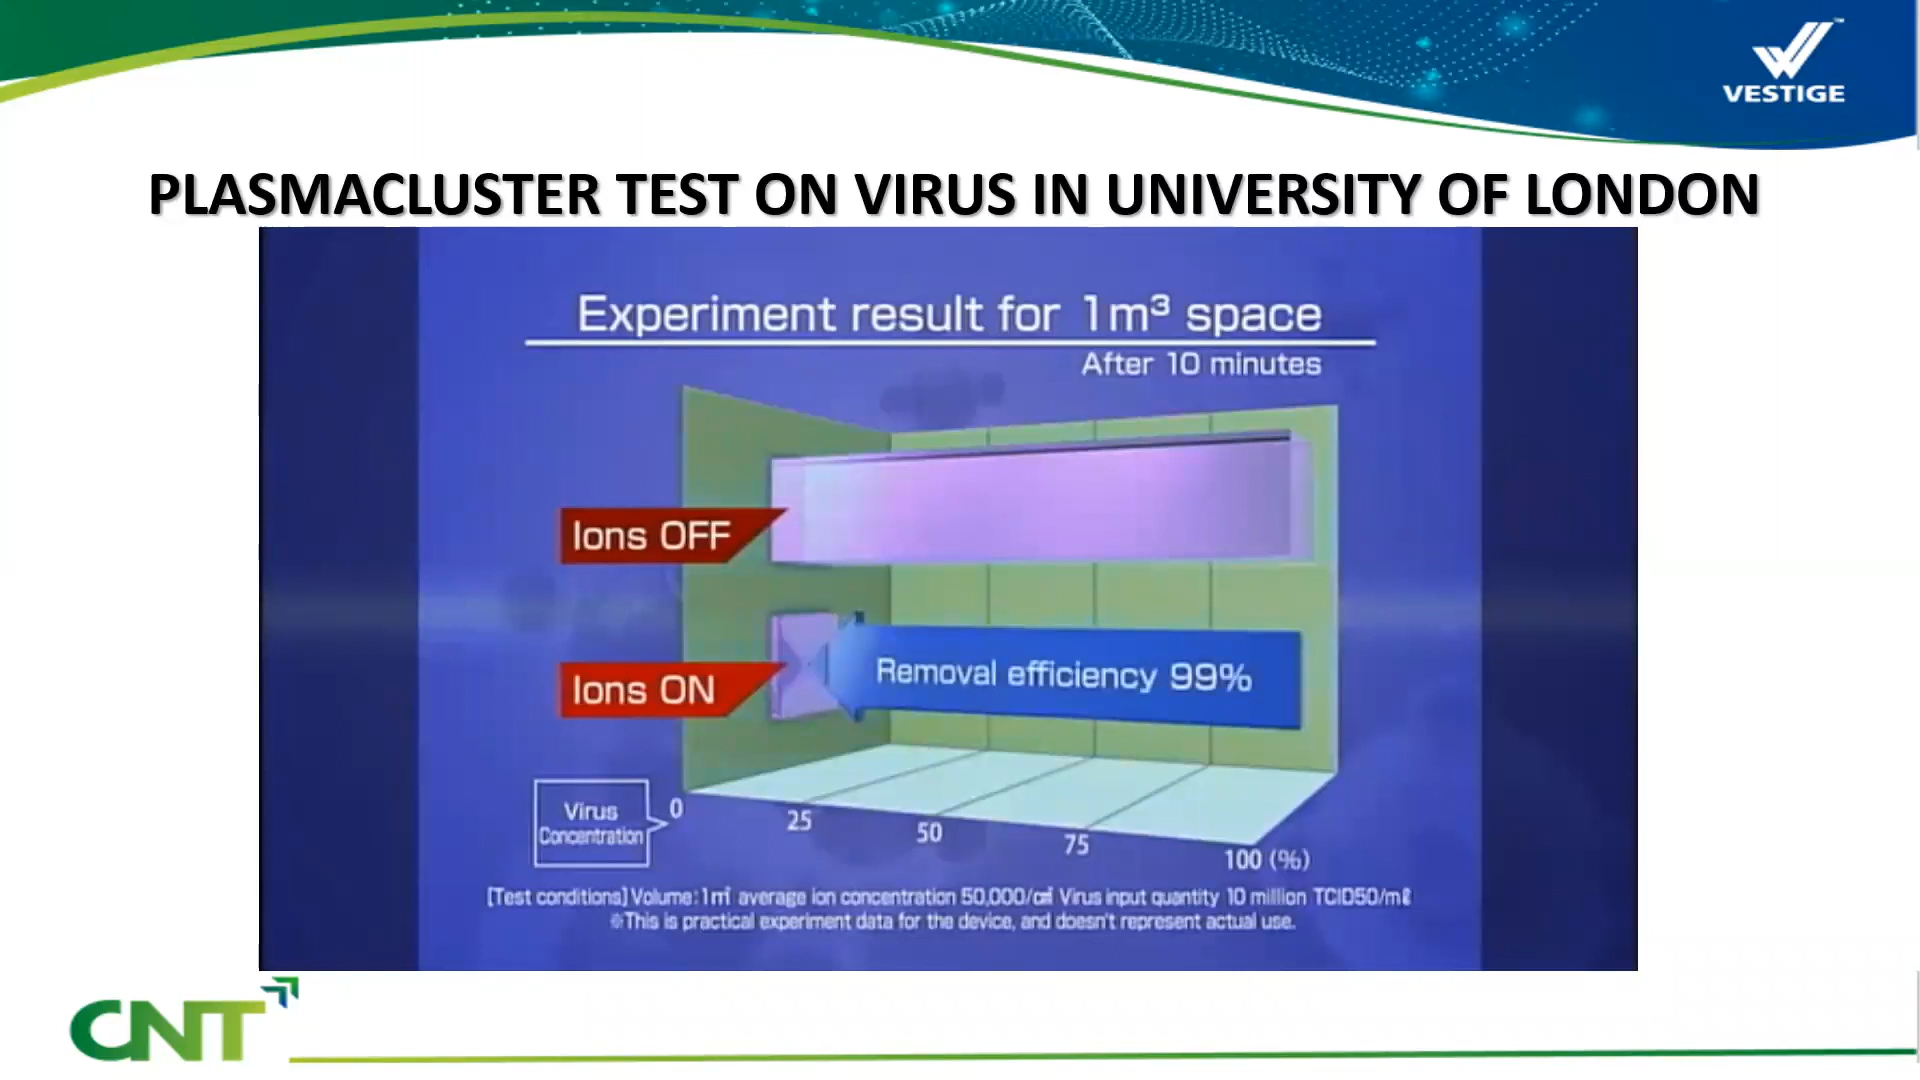 VESTIGE
PLASMACLUSTER TEST ON VIRUS IN UNIVERSITY OF LONDON
Experiment result for 1m³ space
After 10 minutes
Ions OFF
Ions ON
Removal efficiency 99%
Virus
Concentration
0
25
50
75
100 (%)
[Test conditions] Volume: 1㎥ average ion concentration 50,000/㎤ Virus input quantity 10 million TCID50/mℓ
※This is practical experiment data for the device, and doesn't represent actual use.
CNT